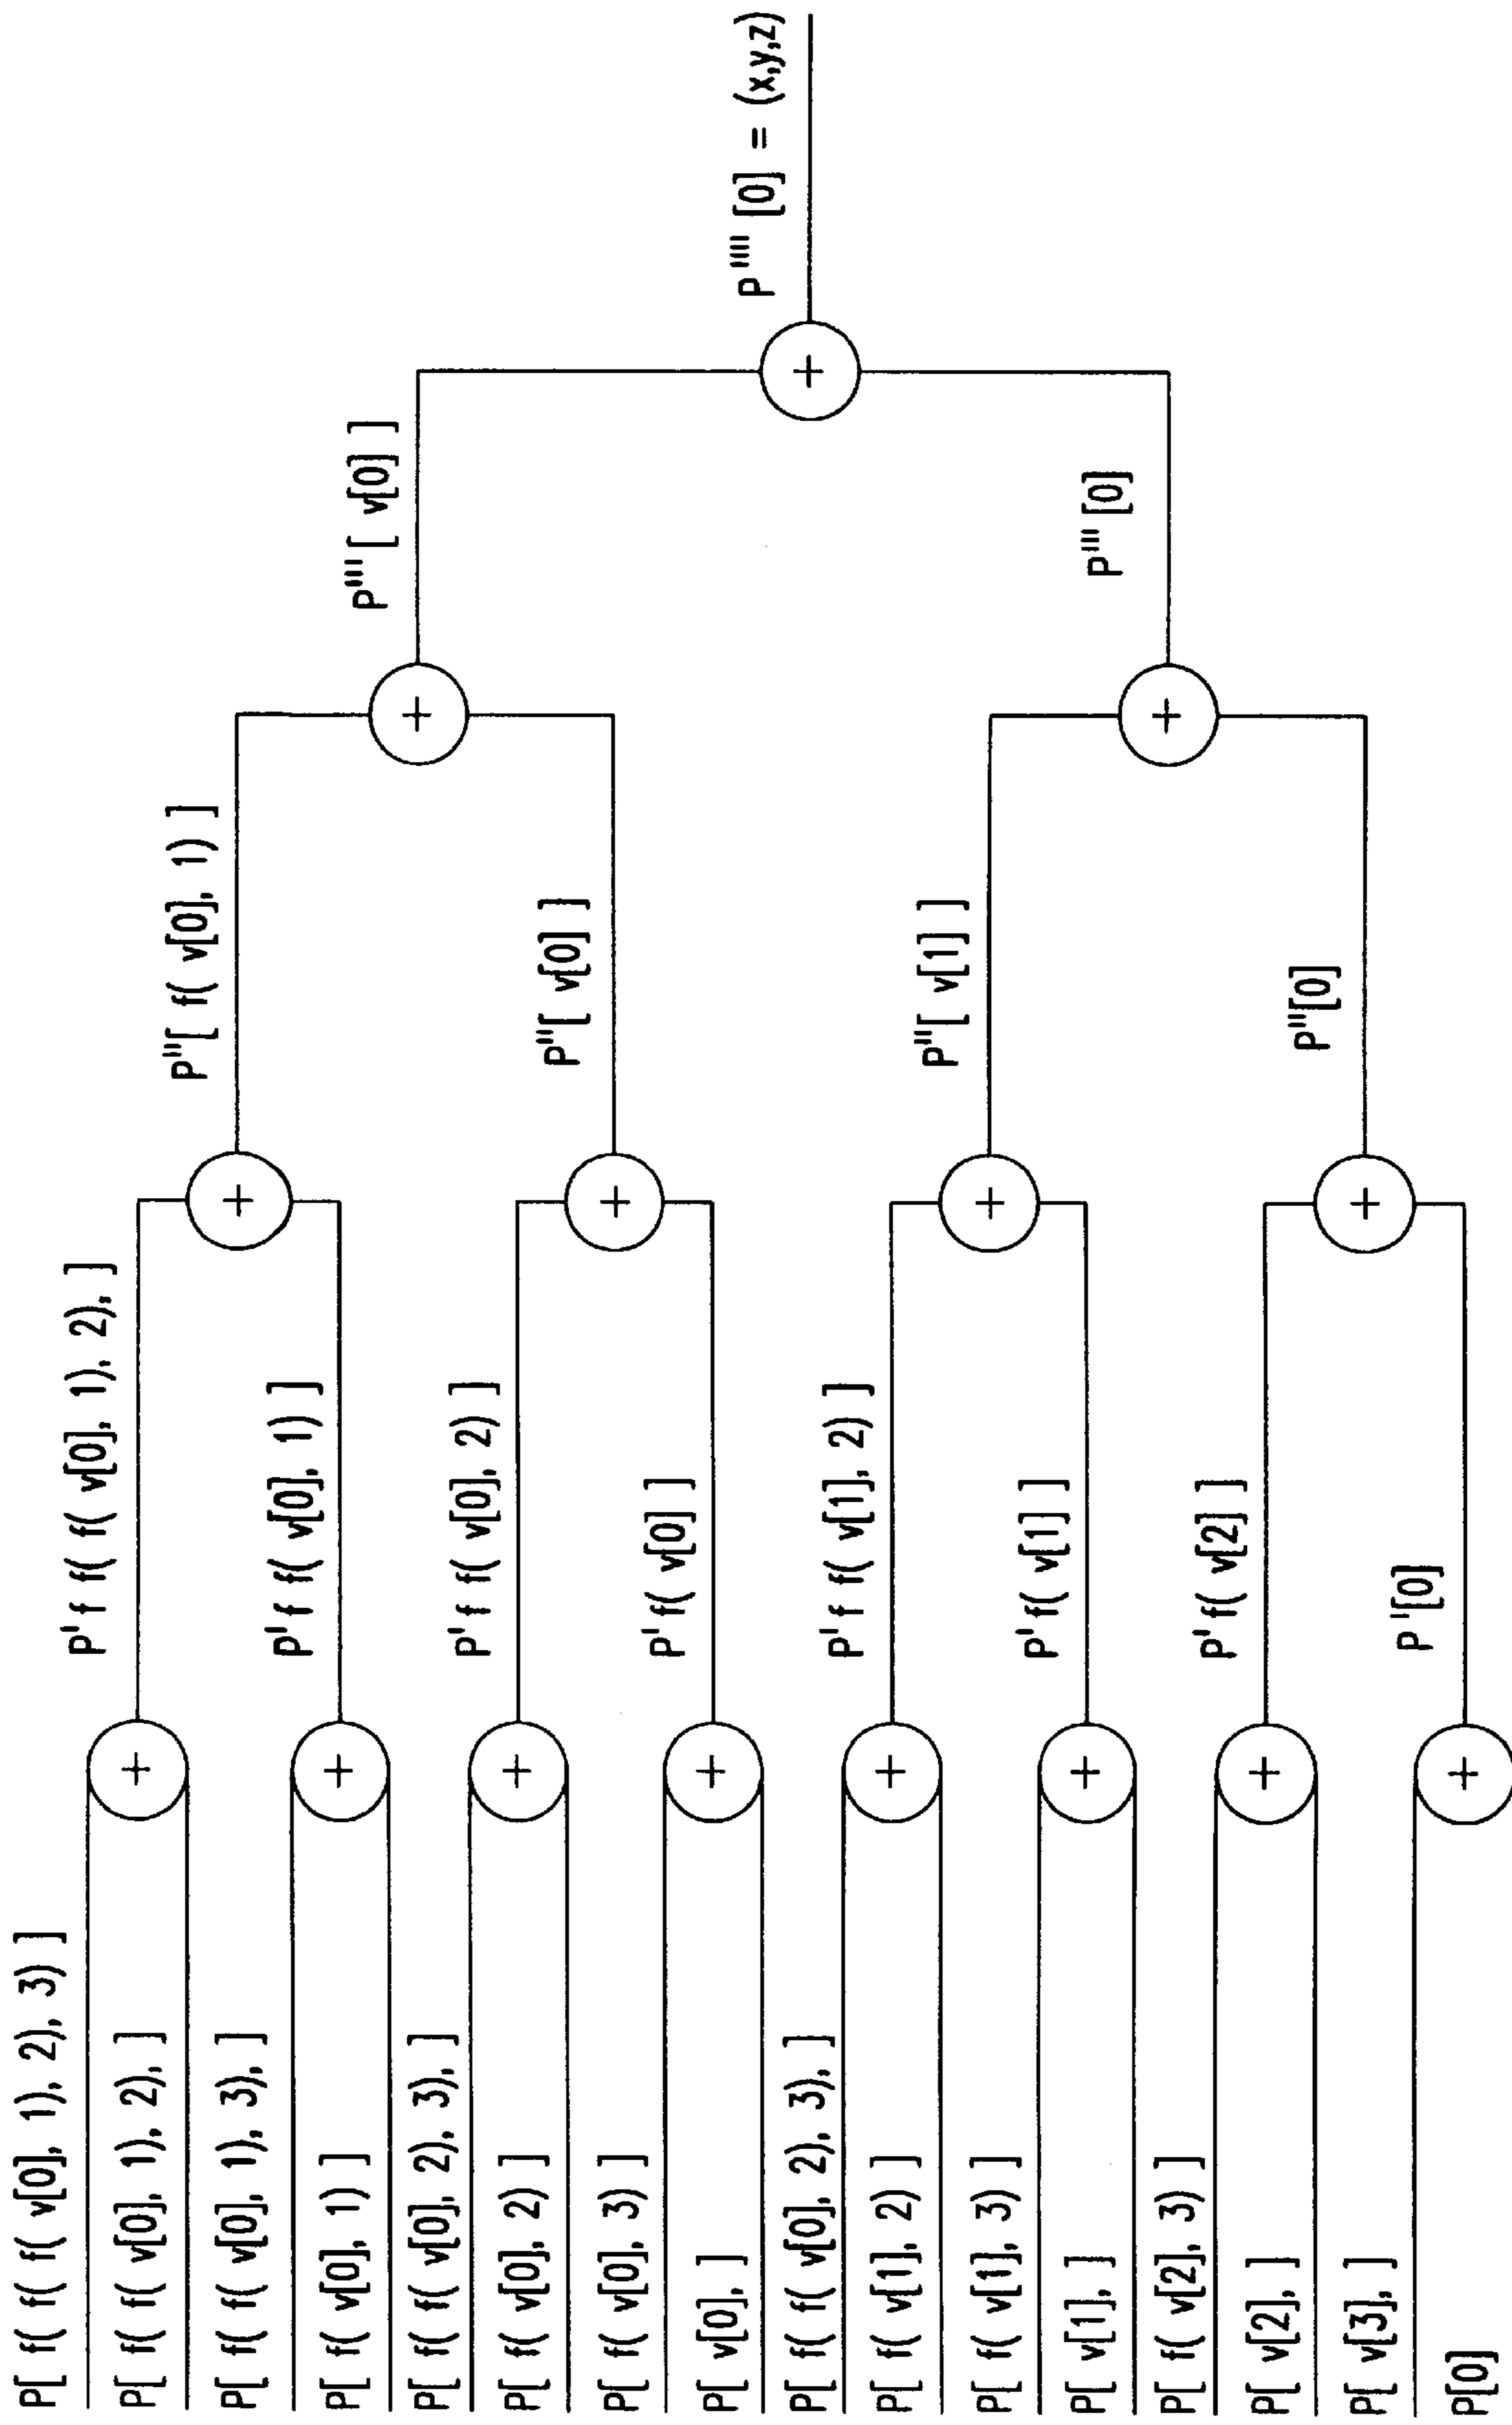 P[ f( f( f( v[0], 1), 2), 3) ]
P[ f( f( v[0], 1), 2), ]
P[ f( f( v[0], 1), 3), ]
P[ f( v[0], 1) ]
P[ f( f( v[0], 2), 3), ]
P[ f( v[0], 2) ]
P[ f( v[0], 3) ]
P[ v[0], ]
P[ f( f( v[0], 2), 3), ]
P[ f( v[1], 2) ]
P[ f( v[1], 3) ]
P[ v[1], ]
P[ f( v[2], 3) ]
P[ v[2], ]
P[ v[3], ]
P[0]
+
+
+
+
+
+
+
+
P' f f( f( v[0], 1), 2), ]
P' f f( v[0], 1) ]
P' f f( v[0], 2) ]
P' f( v[0] ]
P' f f( v[1], 2) ]
P' f( v[1] ]
P' f( v[2] ]
P '[0]
+
+
+
+
P''[ f( v[0], 1) ]
P''[ v[0] ]
P''[ v[1] ]
P''[0]
+
+
P''''[ v[0] ]
P''' [0]
+
P'''' [0] = (x,y,z)